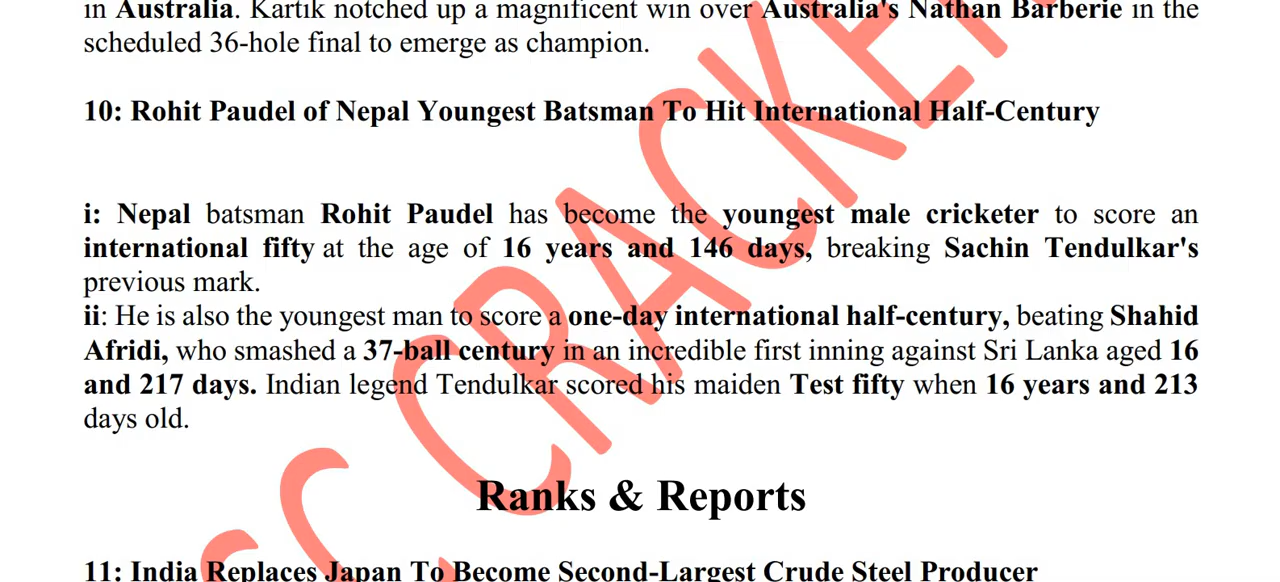 in Australia. Kartik notched up a magnificent win over Australia's Nathan Barberie in the
scheduled 36-hole final to emerge as champion.
10: Rohit Paudel of Nepal Youngest Batsman To Hit International Half-Century
i: Nepal batsman Rohit Paudel has become the youngest male cricketer to score an
international fifty at the age of 16 years and 146 days, breaking Sachin Tendulkar's
previous mark.
ii: He is also the youngest man to score a one-day international half-century, beating Shahid
Afridi, who smashed a 37-ball century in an incredible first inning against Sri Lanka aged 16
and 217 days. Indian legend Tendulkar scored his maiden Test fifty when 16 years and 213
days old.
Ranks & Reports
11: India Replaces Japan To Become Second-Largest Crude Steel Producer